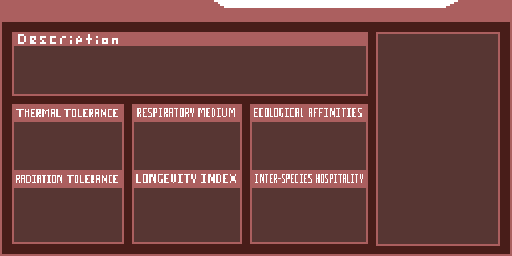 Description
THERMAL TOLERANCE
RESPIRATORY MEDIUM
ECOLOGICAL AFFINITIES
RADIATION TOLERANCE
LONGEVITY INDEX
INTER-SPECIES HOSPITALITY